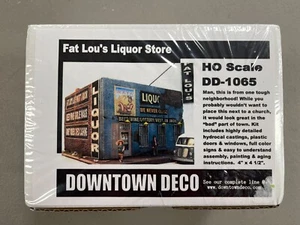 Fat Lou's Liquor Store
HO Scale
DD-1065
Man, this is from one tough
neighborhood! While you
probably wouldn't want to
place this next to a church,
it would look great in the
"bad" part of town. Kit
includes highly detailed
hydrocal castings, plastic
doors & windows, full color
signs & easy to understand
assembly, painting & aging
instructions. 4" x 4 1/2".
FAT LOU'S
LIQUOR
LIQUO
DOWNTOWN DECO
See our complete line @
www.downtowndeco.com